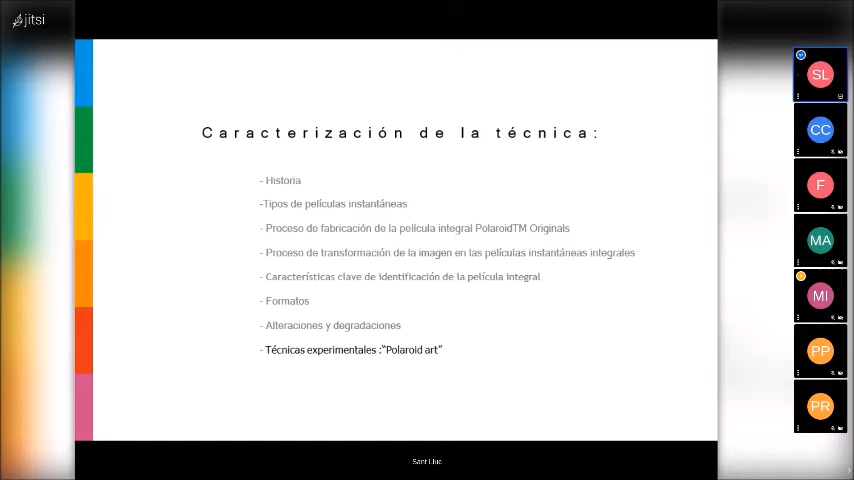 jitsi
SL
Caracterización de la técnica:
- Historia
-Tipos de películas instantáneas
- Proceso de fabricación de la película integral PolaroidTM Originals
- Proceso de transformación de la imagen en las películas instantáneas integrales
- Características clave de identificación de la película integral
- Formatos
- Alteraciones y degradaciones
- Técnicas experimentales :“Polaroid art”
CC
F
MA
MI
PP
PR
Sant Lluc